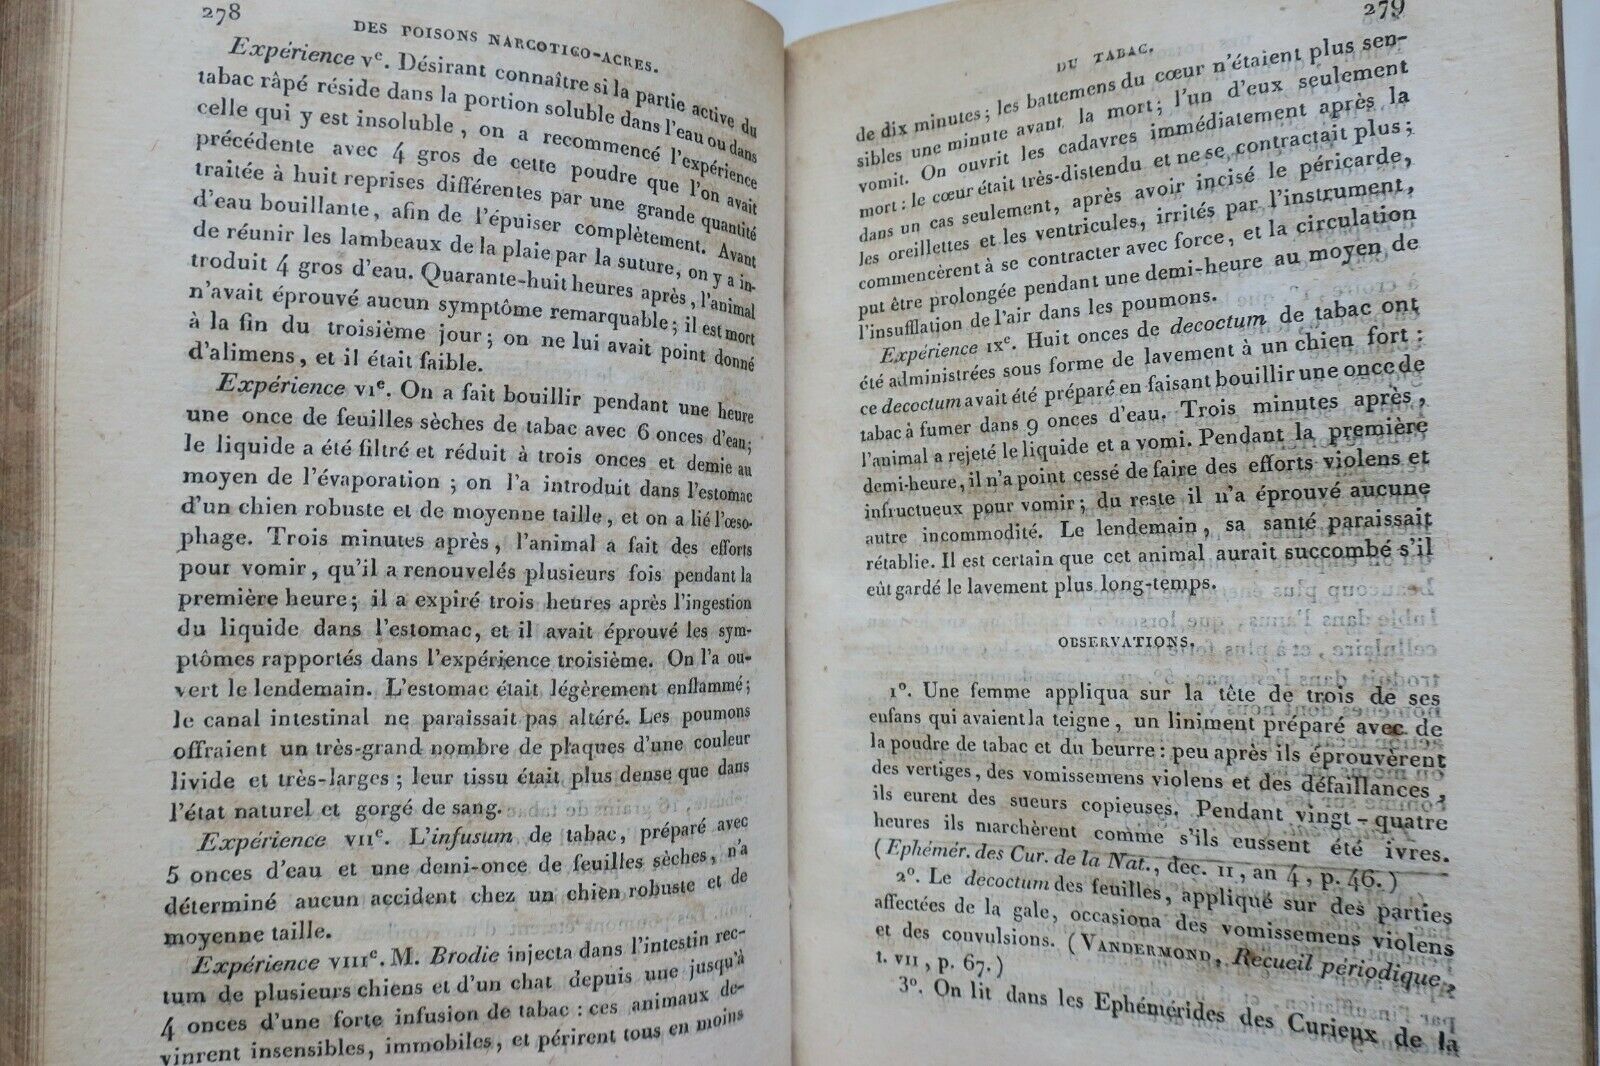 278
DES POISONS NARCOTICO-ACRES.
Expérience Ve. Désirant connaître si la partie active du
tabac râpé réside dans la portion soluble dans l'eau ou dans
celle qui y est insoluble, on a recommencé l'expérience
précédente avec 4 gros de cette poudre que l'on avait
traitée à huit reprises différentes par une grande quantité
d'eau bouillante, afin de l'épuiser complètement. Avant
de réunir les lambeaux de la plaie par la suture, on y a in-
troduit 4 gros d'eau. Quarante-huit heures après, l'animal
n'avait éprouvé aucun symptôme remarquable; il est mort
à la fin du troisième jour; on ne lui avait point donné
d'alimens, et il était faible.
Expérience VIe. On a fait bouillir pendant une heure
une once de feuilles sèches de tabac avec 6 onces d'eau;
le liquide a été filtré et réduit à trois onces et demie au
moyen de l'évaporation; on l'a introduit dans l'estomac
d'un chien robuste et de moyenne taille, et on a lié l'œso-
phage. Trois minutes après, l'animal a fait des efforts
pour vomir, qu'il a renouvelés plusieurs fois pendant la
première heure; il a expiré trois heures après l'ingestion
du liquide dans l'estomac, et il avait éprouvé les sym-
ptômes rapportés dans l'expérience troisième. On l'a ou-
vert le lendemain. L'estomac était légèrement enflammé;
le canal intestinal ne paraissait pas altéré. Les poumons
offraient un très-grand nombre de plaques d'une couleur
livide et très-larges; leur tissu était plus dense que dans
l'état naturel et gorgé de sang.
Expérience VIIe. L'infusum de tabac, préparé avec
5 onces d'eau et une demi-once de feuilles sèches, n'a
déterminé aucun accident chez un chien robuste et de
moyenne taille.
Expérience VIIIe. M. Brodie injecta dans l'intestin rec-
tum de plusieurs chiens et d'un chat depuis une jusqu'à
4 onces d'une forte infusion de tabac: ces animaux de-
vinrent insensibles, immobiles, et périrent tous en moins
279
DU TABAC.
de dix minutes; les battemens du cœur n'étaient plus sen-
sibles une minute avant la mort; l'un d'eux seulement
vomit. On ouvrit les cadavres immédiatement après la
mort: le cœur était très-distendu et ne se contractait plus;
dans un cas seulement, après avoir incisé le péricarde,
les oreillettes et les ventricules, irrités par l'instrument,
commencèrent à se contracter avec force, et la circulation
put être prolongée pendant une demi-heure au moyen de
l'insufflation de l'air dans les poumons.
Expérience IXe. Huit onces de decoctum de tabac ont
été administrées sous forme de lavement à un chien fort:
ce decoctum avait été préparé en faisant bouillir une once de
tabac à fumer dans 9 onces d'eau. Trois minutes après,
l'animal a rejeté le liquide et a vomi. Pendant la première
demi-heure, il n'a point cessé de faire des efforts violens et
infructueux pour vomir; du reste il n'a éprouvé aucune
autre incommodité. Le lendemain, sa santé paraissait
rétablie. Il est certain que cet animal aurait succombé s'il
eût gardé le lavement plus long-temps.
OBSERVATIONS.
1°. Une femme appliqua sur la tête de trois de ses
enfans qui avaient la teigne, un liniment préparé avec de
la poudre de tabac et du beurre: peu après ils éprouvèrent
des vertiges, des vomissemens violens et des défaillances,
ils eurent des sueurs copieuses. Pendant vingt-quatre
heures ils marchèrent comme s'ils eussent été ivres.
(Ephémér. des Cur. de la Nat., dec. II, an 4, p. 46.)
2°. Le decoctum des feuilles, appliqué sur des parties
affectées de la gale, occasiona des vomissemens violens
et des convulsions. (VANDERMOND, Recueil périodique,
t. VII, p. 67.)
3°. On lit dans les Ephémérides des Curieux de la